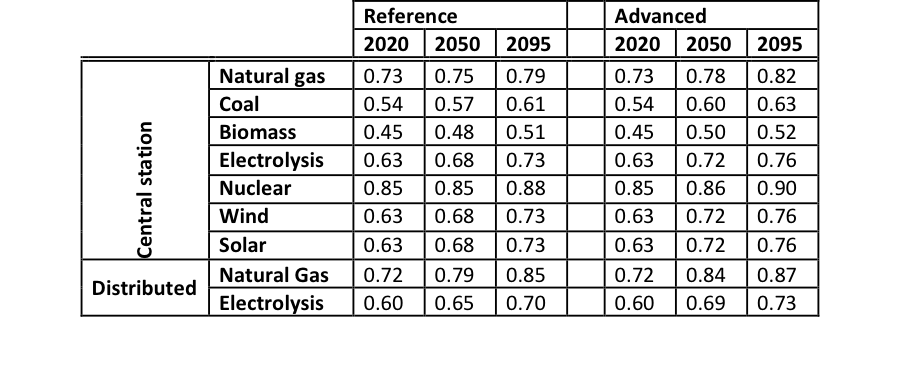 Reference Advanced
2020 2050 2095 2020 2050 2095
Central station
Natural gas 0.73 0.75 0.79 0.73 0.78 0.82
Coal 0.54 0.57 0.61 0.54 0.60 0.63
Biomass 0.45 0.48 0.51 0.45 0.50 0.52
Electrolysis 0.63 0.68 0.73 0.63 0.72 0.76
Nuclear 0.85 0.85 0.88 0.85 0.86 0.90
Wind 0.63 0.68 0.73 0.63 0.72 0.76
Solar 0.63 0.68 0.73 0.63 0.72 0.76
Distributed
Natural Gas 0.72 0.79 0.85 0.72 0.84 0.87
Electrolysis 0.60 0.65 0.70 0.60 0.69 0.73